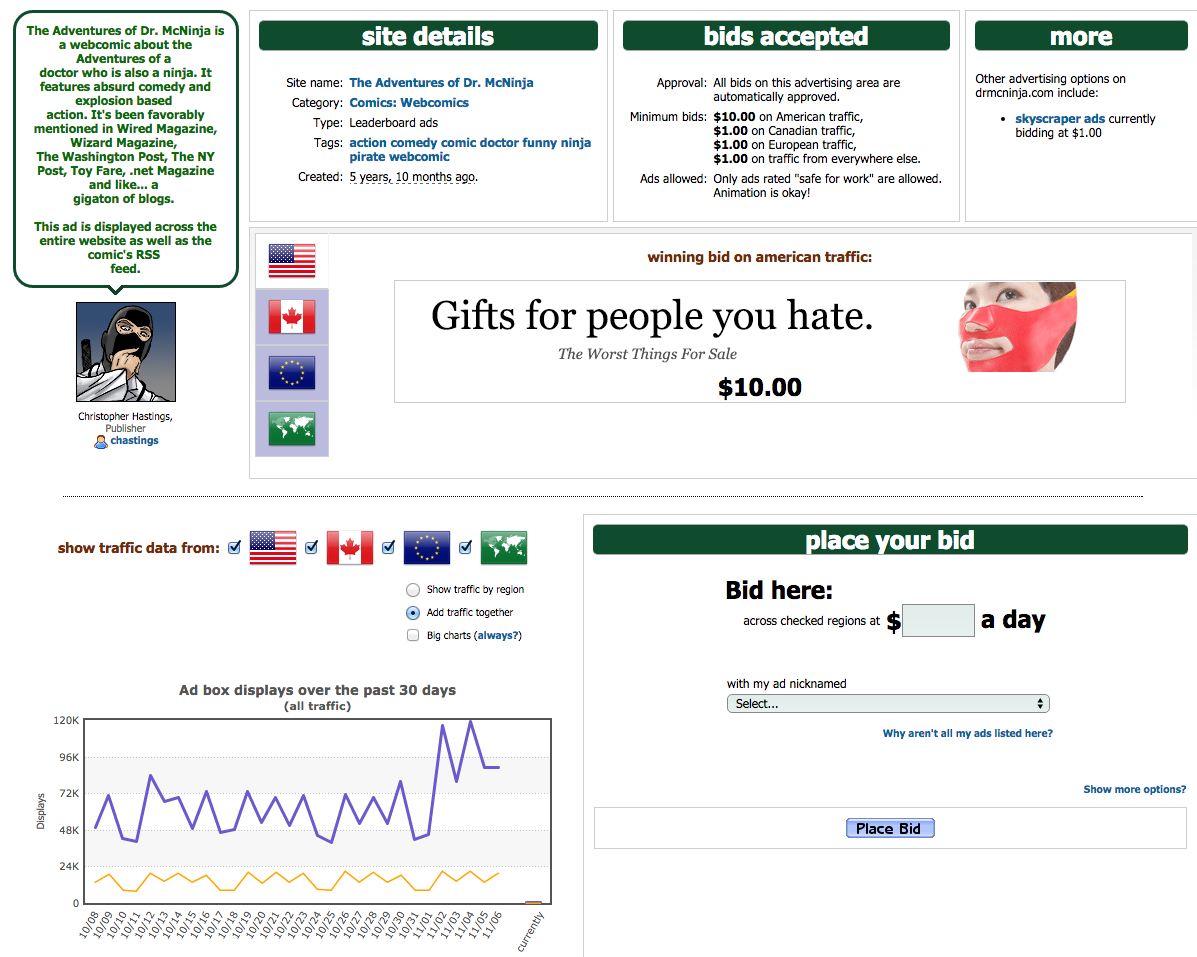 The Adventures of Dr. McNinja is
a webcomic about the
Adventures of a
doctor who is also a ninja. It
features absurd comedy and
explosion based
action. It's been favorably
mentioned in Wired Magazine,
Wizard Magazine,
The Washington Post, The NY
Post, Toy Fare, .net Magazine
and like... a
gigaton of blogs.
This ad is displayed across the
entire website as well as the
comic's RSS
feed.
Christopher Hastings,
Publisher
chastings
site details
Site name: The Adventures of Dr. McNinja
Category: Comics: Webcomics
Type: Leaderboard ads
Tags: action comedy comic doctor funny ninja
pirate webcomic
Created: 5 years, 10 months ago.
bids accepted
Approval: All bids on this advertising area are
automatically approved.
Minimum bids: $10.00 on American traffic,
$1.00 on Canadian traffic,
$1.00 on European traffic,
$1.00 on traffic from everywhere else.
Ads allowed: Only ads rated "safe for work" are allowed.
Animation is okay!
more
Other advertising options on
drmcninja.com include:
• skyscraper ads currently
bidding at $1.00
winning bid on american traffic:
Gifts for people you hate.
The Worst Things For Sale
$10.00
show traffic data from:
Show traffic by region
Add traffic together
Big charts (always?)
Ad box displays over the past 30 days
(all traffic)
Displays
120K
96K
72K
48K
24K
0
10/08
10/09
10/10
10/11
10/12
10/13
10/14
10/15
10/16
10/17
10/18
10/19
10/20
10/21
10/22
10/23
10/24
10/25
10/26
10/27
10/28
10/29
10/30
10/31
11/01
11/02
11/03
11/04
11/05
11/06
currently
place your bid
Bid here:
across checked regions at $ a day
with my ad nicknamed
Select...
Why aren't all my ads listed here?
Show more options?
Place Bid